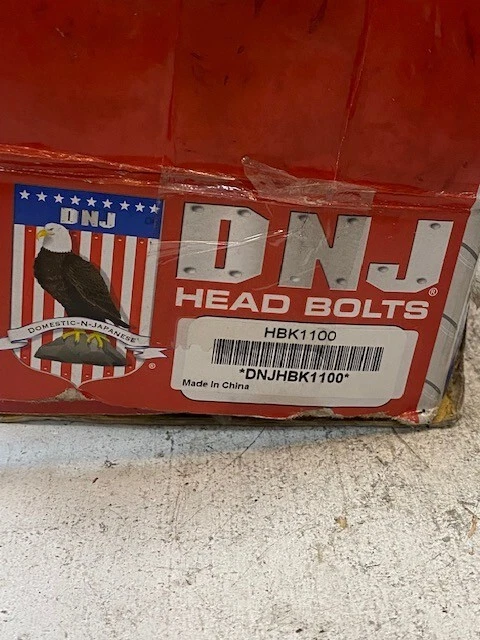 DNJ
DOMESTIC-N-JAPANESE
®
DNJ®
HEAD BOLTS
HBK1100
*DNJHBK1100*
Made In China